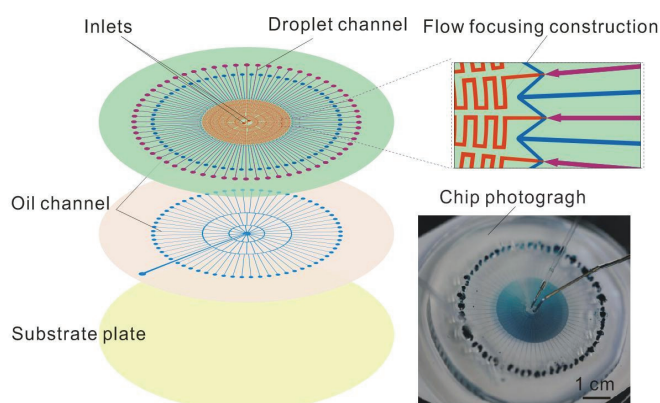 Inlets
Droplet channel
Flow focusing construction
Oil channel
Chip photogragh
Substrate plate
1 cm